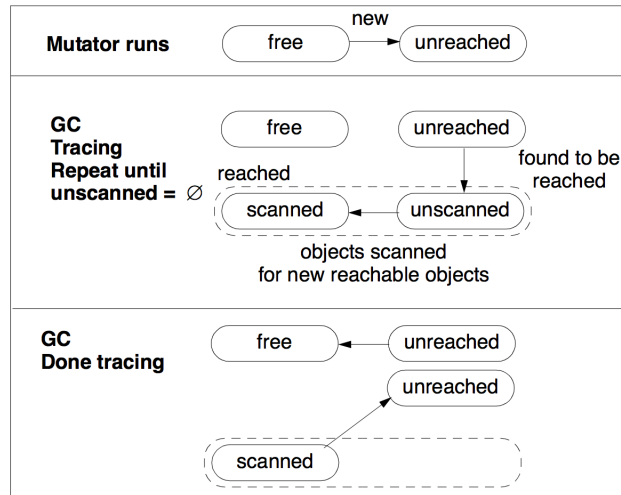 new
Mutator runs
free
unreached
GC
Tracing
Repeat until
unscanned = ∅
free
unreached
found to be
reached
reached
scanned
unscanned
objects scanned
for new reachable objects
GC
Done tracing
free
unreached
unreached
scanned